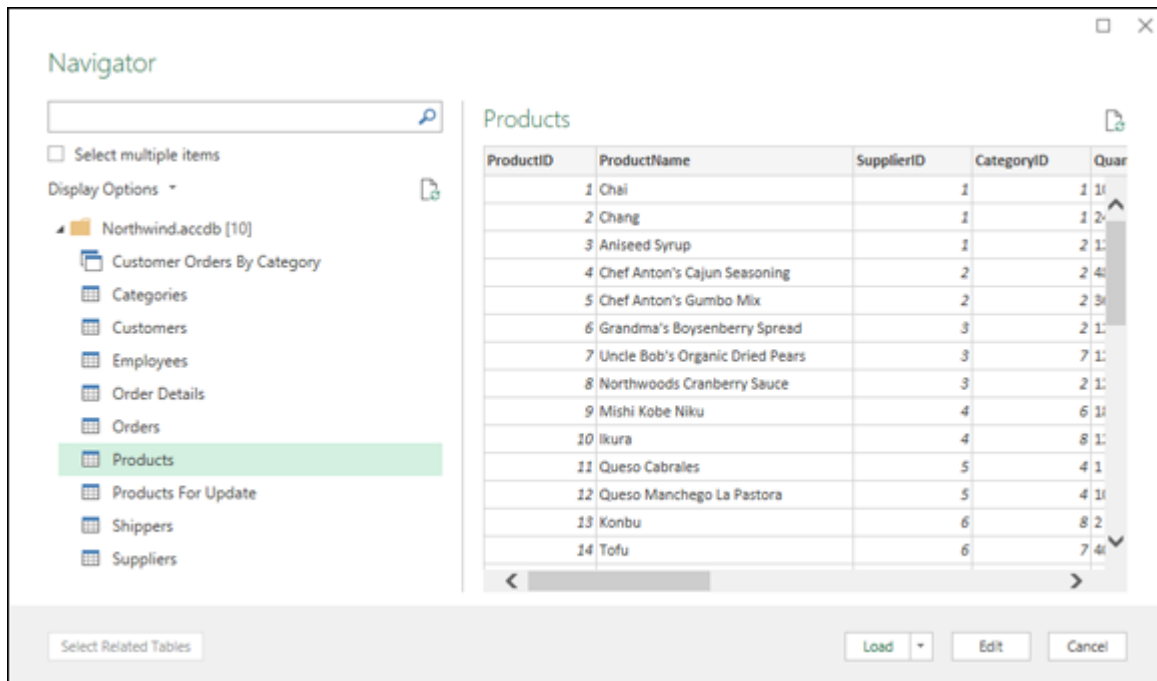 Navigator
Select multiple items
Display Options
Northwind.accdb [10]
Customer Orders By Category
Categories
Customers
Employees
Order Details
Orders
Products
Products For Update
Shippers
Suppliers
Products
ProductID ProductName SupplierID CategoryID Quar
1 Chai 1 1
2 Chang 1 1
3 Aniseed Syrup 1 2
4 Chef Anton's Cajun Seasoning 2 2
5 Chef Anton's Gumbo Mix 2 2
6 Grandma's Boysenberry Spread 3 2
7 Uncle Bob's Organic Dried Pears 3 7
8 Northwoods Cranberry Sauce 3 2
9 Mishi Kobe Niku 4 6
10 Ikura 4 8
11 Queso Cabrales 5 4 1
12 Queso Manchego La Pastora 5 4
13 Konbu 6 8 2
14 Tofu 6 7
Select Related Tables
Load Edit Cancel